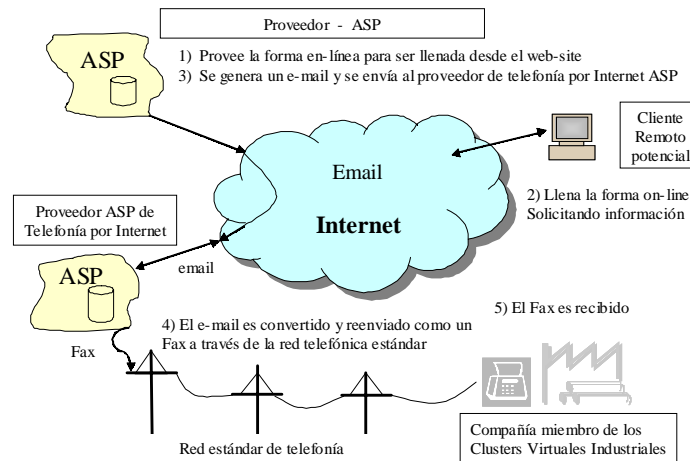 Proveedor - ASP
ASP
1) Provee la forma en-línea para ser llenada desde el web-site
3) Se genera un e-mail y se envía al proveedor de telefonía por Internet ASP
Cliente
Remoto
potencial
Email
Internet
2) Llena la forma on-line
Solicitando información
Proveedor ASP de
Telefonía por Internet
email
ASP
5) El Fax es recibido
4) El e-mail es convertido y reenviado como un
Fax a través de la red telefónica estándar
Fax
Red estándar de telefonía
Compañía miembro de los
Clusters Virtuales Industriales